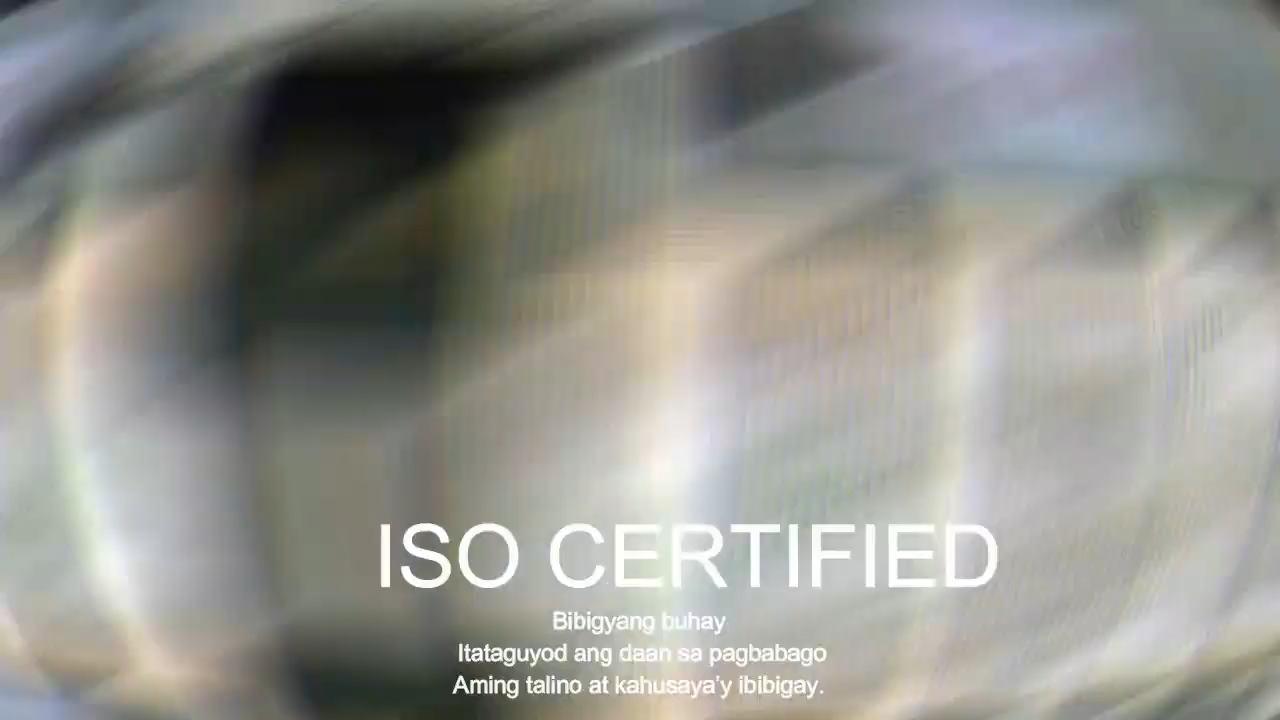 ISO CERTIFIED
Bibigyang buhay
Itataguyod ang daan sa pagbabago
Aming talino at kahusaya'y ibibigay.